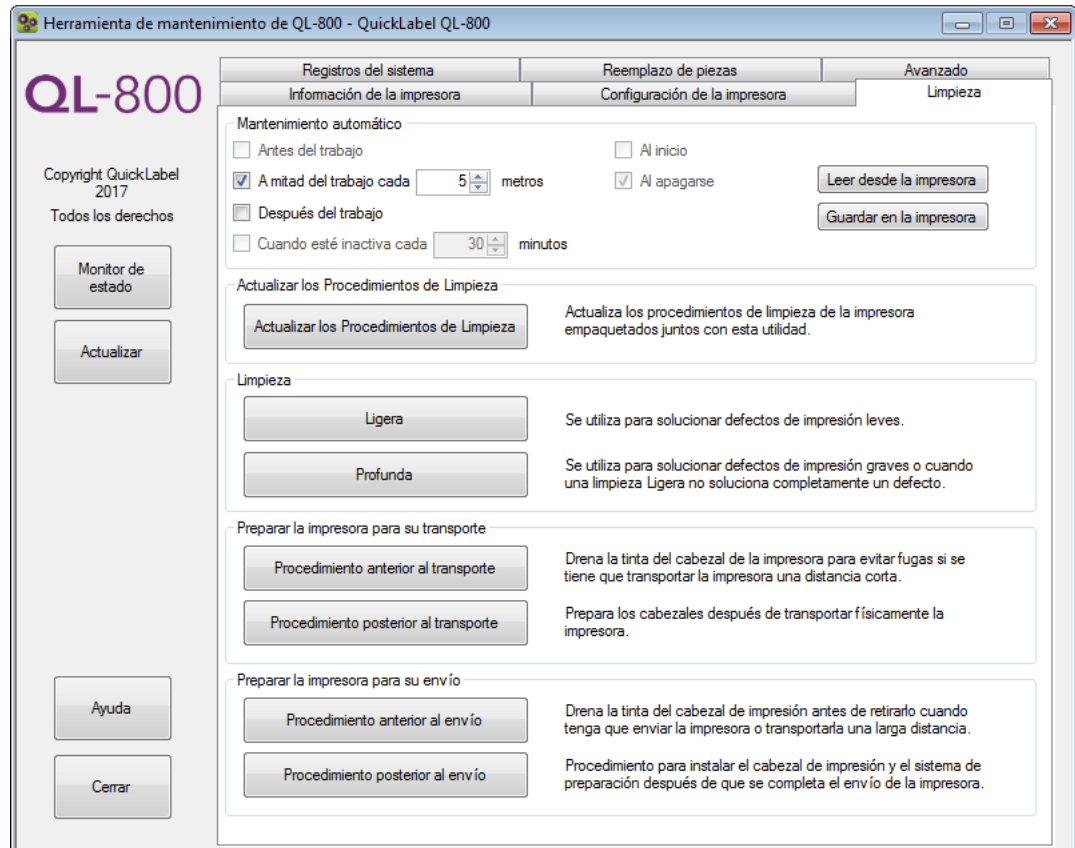 Herramienta de mantenimiento de QL-800 - QuickLabel QL-800
QL-800
Copyright QuickLabel
2017
Todos los derechos
Monitor de
estado
Actualizar
Ayuda
Cerrar
Registros del sistema
Reemplazo de piezas
Avanzado
Información de la impresora
Configuración de la impresora
Limpieza
Mantenimiento automático
Antes del trabajo
Al inicio
A mitad del trabajo cada 5 metros
Al apagarse
Leer desde la impresora
Después del trabajo
Guardar en la impresora
Cuando esté inactiva cada 30 minutos
Actualizar los Procedimientos de Limpieza
Actualizar los Procedimientos de Limpieza
Actualiza los procedimientos de limpieza de la impresora
empaquetados juntos con esta utilidad.
Limpieza
Ligera
Se utiliza para solucionar defectos de impresión leves.
Profunda
Se utiliza para solucionar defectos de impresión graves o cuando
una limpieza Ligera no soluciona completamente un defecto.
Preparar la impresora para su transporte
Procedimiento anterior al transporte
Drena la tinta del cabezal de la impresora para evitar fugas si se
tiene que transportar la impresora una distancia corta.
Procedimiento posterior al transporte
Prepara los cabezales después de transportar físicamente la
impresora.
Preparar la impresora para su envío
Procedimiento anterior al envío
Drena la tinta del cabezal de impresión antes de retirarlo cuando
tenga que enviar la impresora o transportarla una larga distancia.
Procedimiento posterior al envío
Procedimiento para instalar el cabezal de impresión y el sistema de
preparación después de que se completa el envío de la impresora.